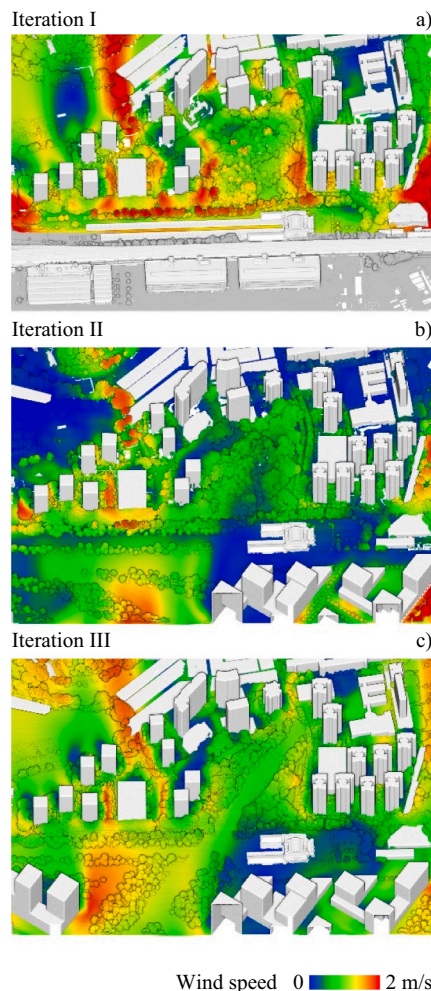 Iteration I a)
Iteration II b)
Iteration III c)
Wind speed 0 2 m/s